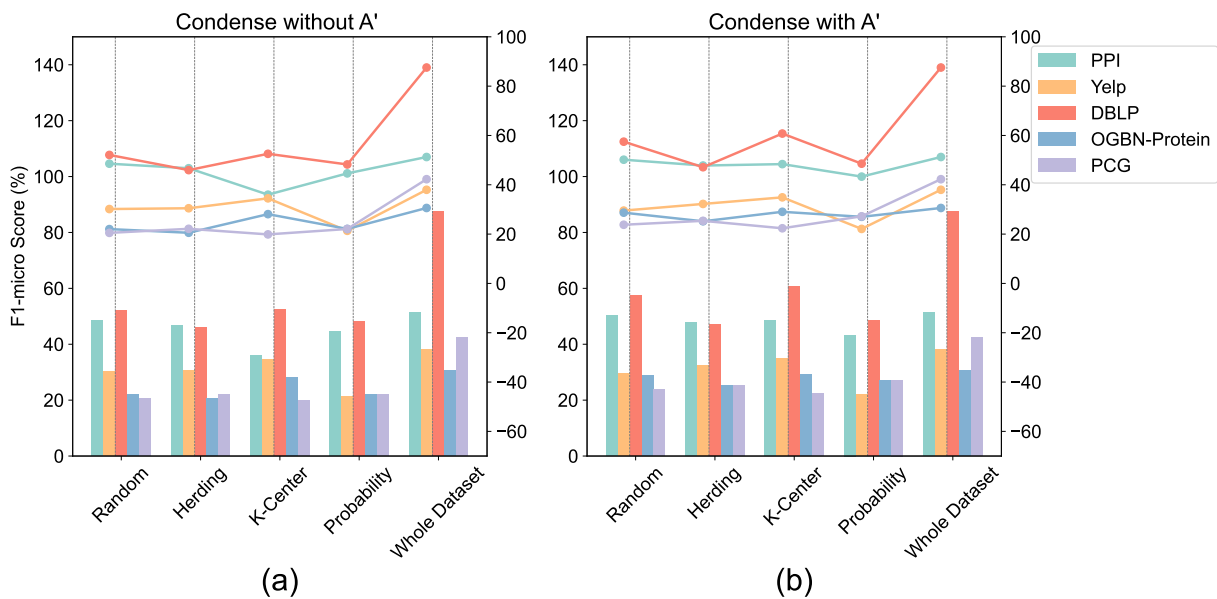 Condense without A'
Condense with A'
F1-micro Score (%)
140
120
100
80
60
40
20
0
100
80
60
40
20
0
−20
−40
−60
Random
Herding
K-Center
Probability
Whole Dataset
(a)
140
120
100
80
60
40
20
0
100
80
60
40
20
0
−20
−40
−60
Random
Herding
K-Center
Probability
Whole Dataset
(b)
PPI
Yelp
DBLP
OGBN-Protein
PCG